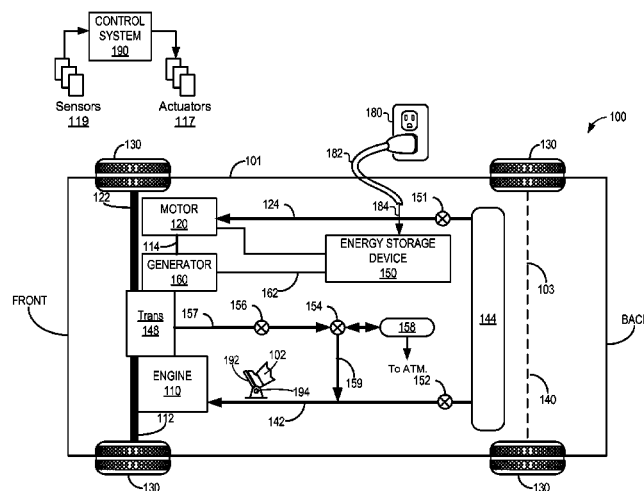 CONTROL
SYSTEM
190
Sensors
119
Actuators
117
180
182
184
100
130
101
130
122
MOTOR
120
124
151
114
GENERATOR
160
ENERGY STORAGE
DEVICE
150
162
103
FRONT
BACK
Trans
148
157
156
154
158
144
To ATM.
159
192
102
194
152
ENGINE
110
142
140
112
130
130